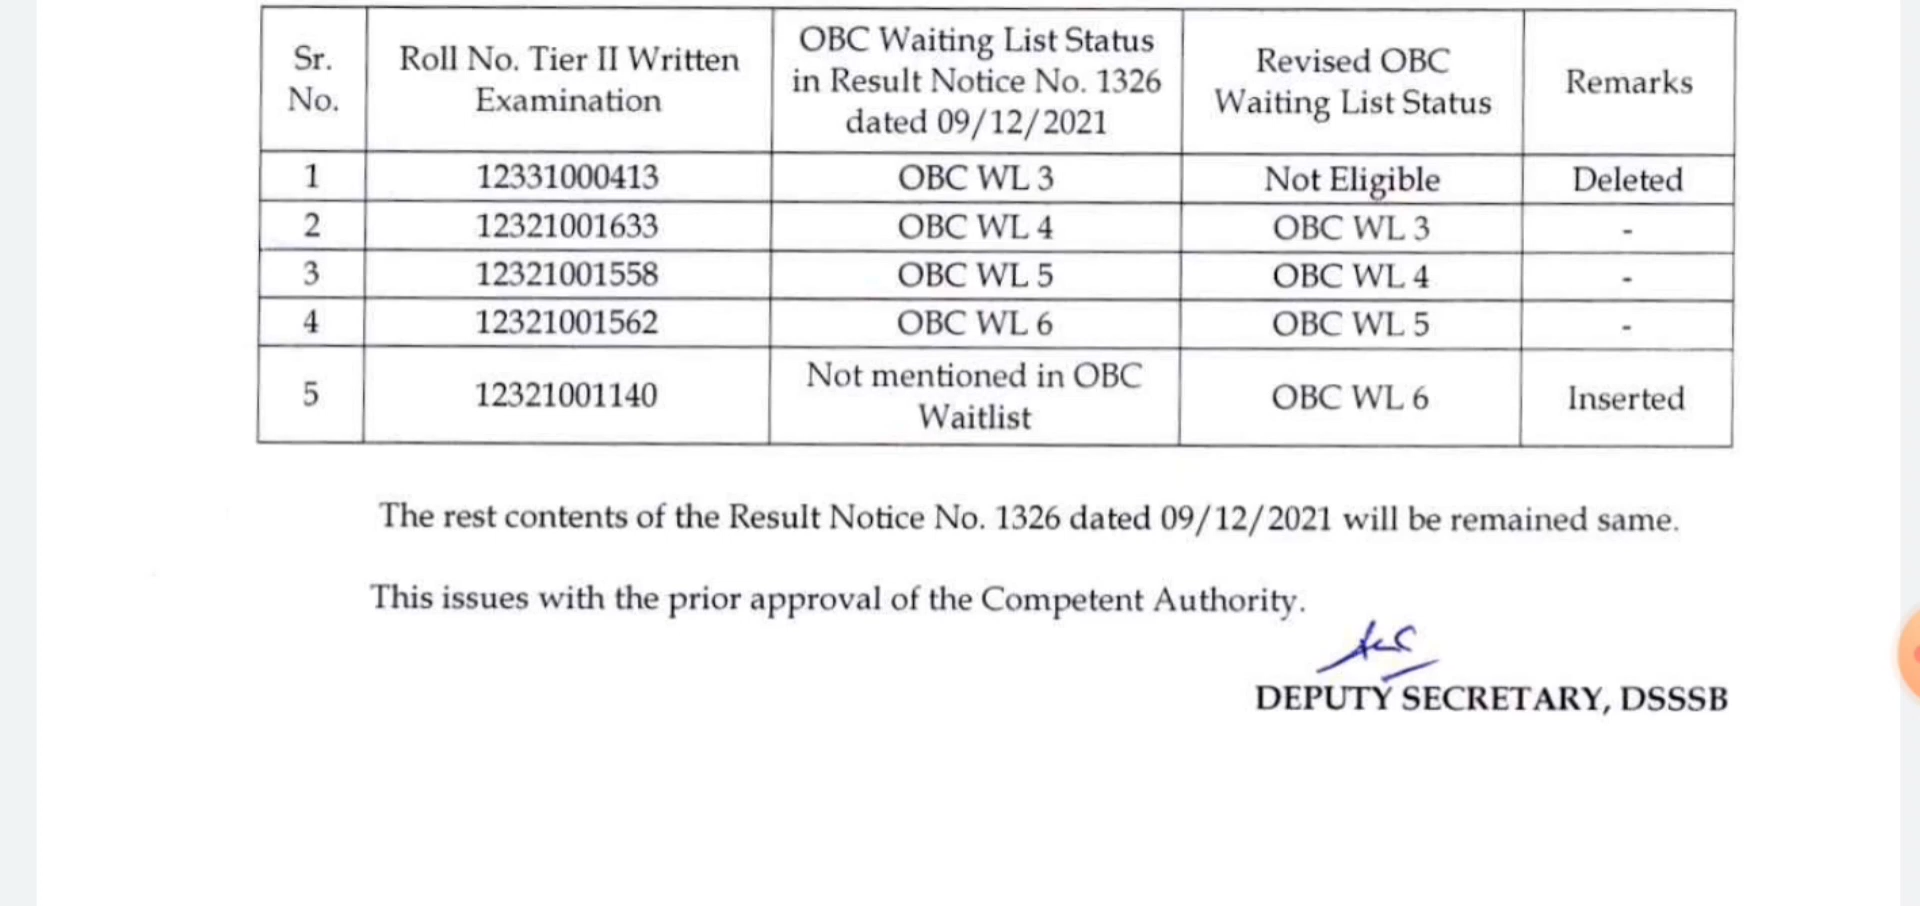 Sr. No. Roll No. Tier II Written Examination OBC Waiting List Status in Result Notice No. 1326 dated 09/12/2021 Revised OBC Waiting List Status Remarks
1 12331000413 OBC WL 3 Not Eligible Deleted
2 12321001633 OBC WL 4 OBC WL 3 -
3 12321001558 OBC WL 5 OBC WL 4 -
4 12321001562 OBC WL 6 OBC WL 5 -
5 12321001140 Not mentioned in OBC Waitlist OBC WL 6 Inserted
The rest contents of the Result Notice No. 1326 dated 09/12/2021 will be remained same.
This issues with the prior approval of the Competent Authority.
DEPUTY SECRETARY, DSSSB